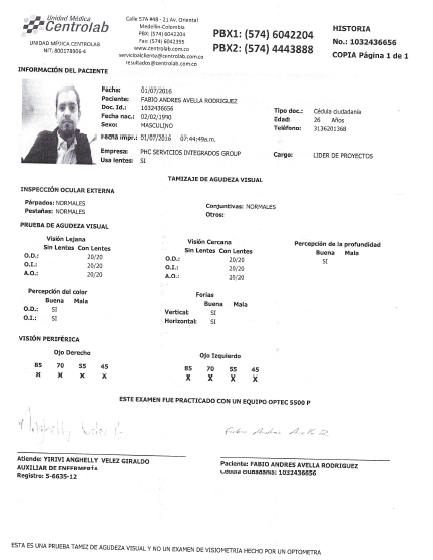 Unidad Médica
Centrolab
UNIDAD MÉDICA CENTROLAB
NIT: 800178906-4
Calle 57A #48 - 21 Av. Oriental
Medellín-Colombia
PBX: (574) 6042204
Fax: (574) 6042355
www.centrolab.com.co
servicioalcliente@centrolab.com.co
resultados@centrolab.com.co
PBX1: (574) 6042204
PBX2: (574) 4443888
HISTORIA
No.: 1032436656
COPIA Página 1 de 1
INFORMACIÓN DEL PACIENTE
Fecha: 01/07/2016
Paciente: FABIO ANDRES AVELLA RODRIGUEZ
Doc. Id.: 1032436656 Tipo doc.: Cédula ciudadanía
Fecha nac.: 02/02/1990 Edad: 26 Años
Sexo: MASCULINO Teléfono: 3136201368
Fecha impr.: 01/08/2016 07:44:49a.m.
Empresa: PHC SERVICIOS INTEGRADOS GROUP Cargo: LIDER DE PROYECTOS
Usa lentes: SI
TAMIZAJE DE AGUDEZA VISUAL
INSPECCIÓN OCULAR EXTERNA
Párpados: NORMALES Conjuntivas: NORMALES
Pestañas: NORMALES Otros:
PRUEBA DE AGUDEZA VISUAL
Visión Lejana Visión Cercana Percepción de la profundidad
Sin Lentes Con Lentes Sin Lentes Con Lentes Buena Mala
O.D.: 20/20 O.D.: 20/20 SI
O.I.: 20/20 O.I.: 20/20
A.O.: 20/20 A.O.: 20/20
Percepción del color Forias
Buena Mala Buena Mala
O.D.: SI Vertical: SI
O.I.: SI Horizontal: SI
VISIÓN PERIFÉRICA
Ojo Derecho Ojo Izquierdo
85 70 55 45 85 70 55 45
X X X X X X X X
ESTE EXAMEN FUE PRACTICADO CON UN EQUIPO OPTEC 5500 P
Fabio Andres Avella R.
Atiende: YIRIVI ANGHELLY VELEZ GIRALDO
AUXILIAR DE ENFERMERÍA
Registro: 5-6635-12
Paciente: FABIO ANDRES AVELLA RODRIGUEZ
Cédula ciudadanía: 1032436656
ESTA ES UNA PRUEBA TAMIZ DE AGUDEZA VISUAL Y NO UN EXAMEN DE VISIOMETRIA HECHO POR UN OPTOMETRA